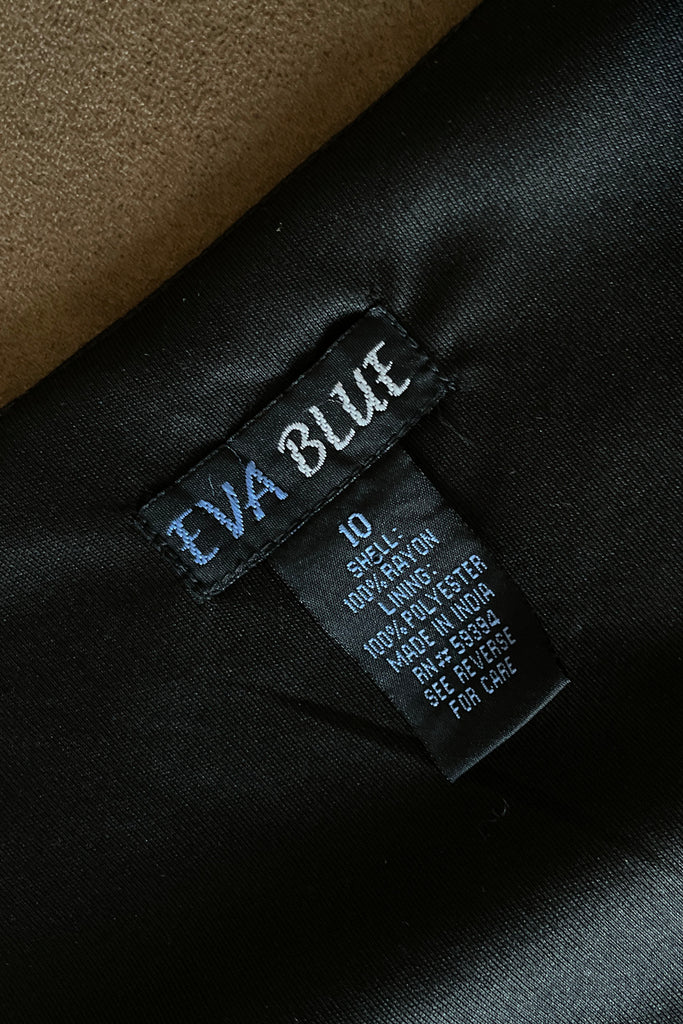 EVA BLUE
10
SHELL:
100% RAYON
LINING:
100% POLYESTER
MADE IN INDIA
RN# 59394
SEE REVERSE
FOR CARE